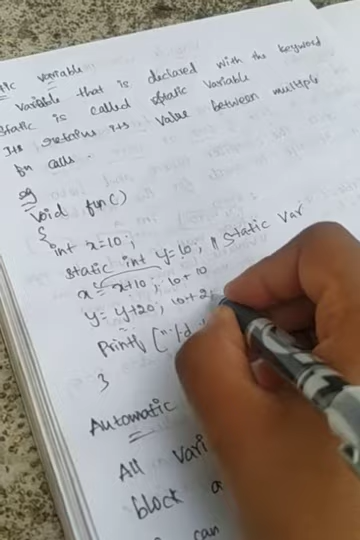 tic variable
Variable that is declared with the keyword
static is called static Variable
Its retains its value between multiple
fn calls.
eg
Void fun()
{
int x=10;
static int y=10; // Static Var
x = x+10; 10+10
y= y+20; 10+2
Printf ["%d
}
Automatic
All Vari
block a
can